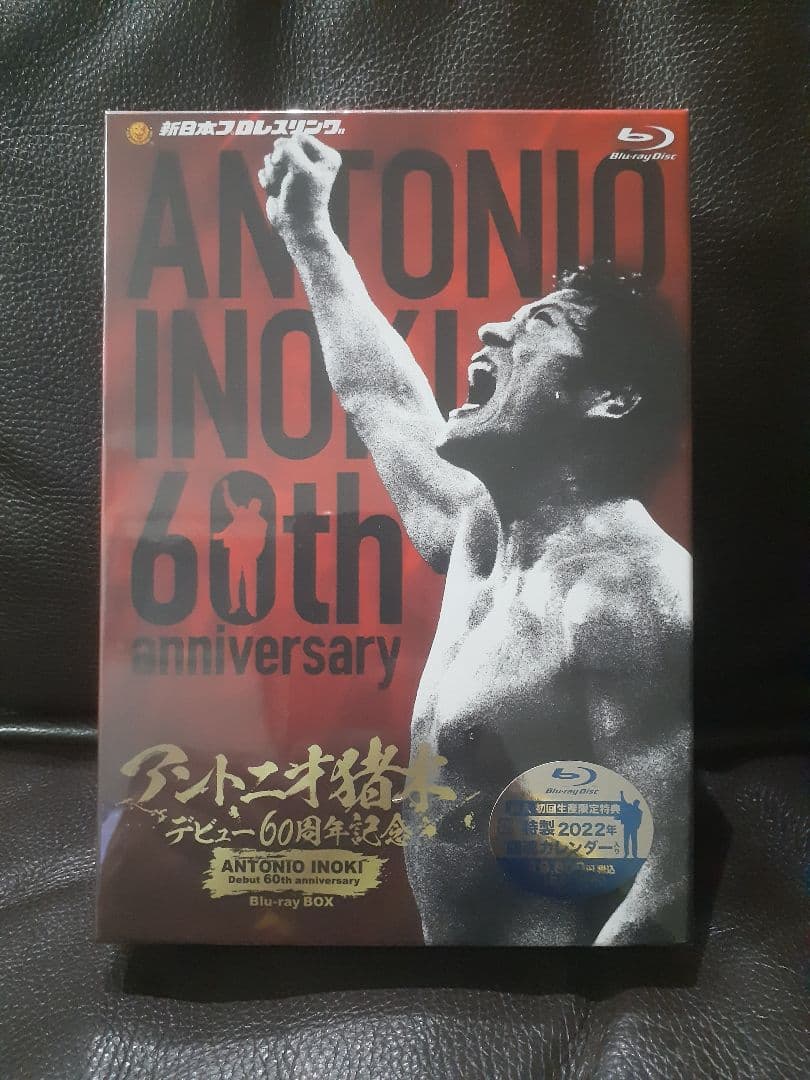 新日本プロレスリング
Blu-ray Disc
ANTONIO
INOKI
60th
anniversary
アントニオ猪木
デビュー60周年記念
ANTONIO INOKI
Debut 60th anniversary
Blu-ray BOX
Blu-ray Disc
初回生産限定特典
特製2022年
カレンダー入り